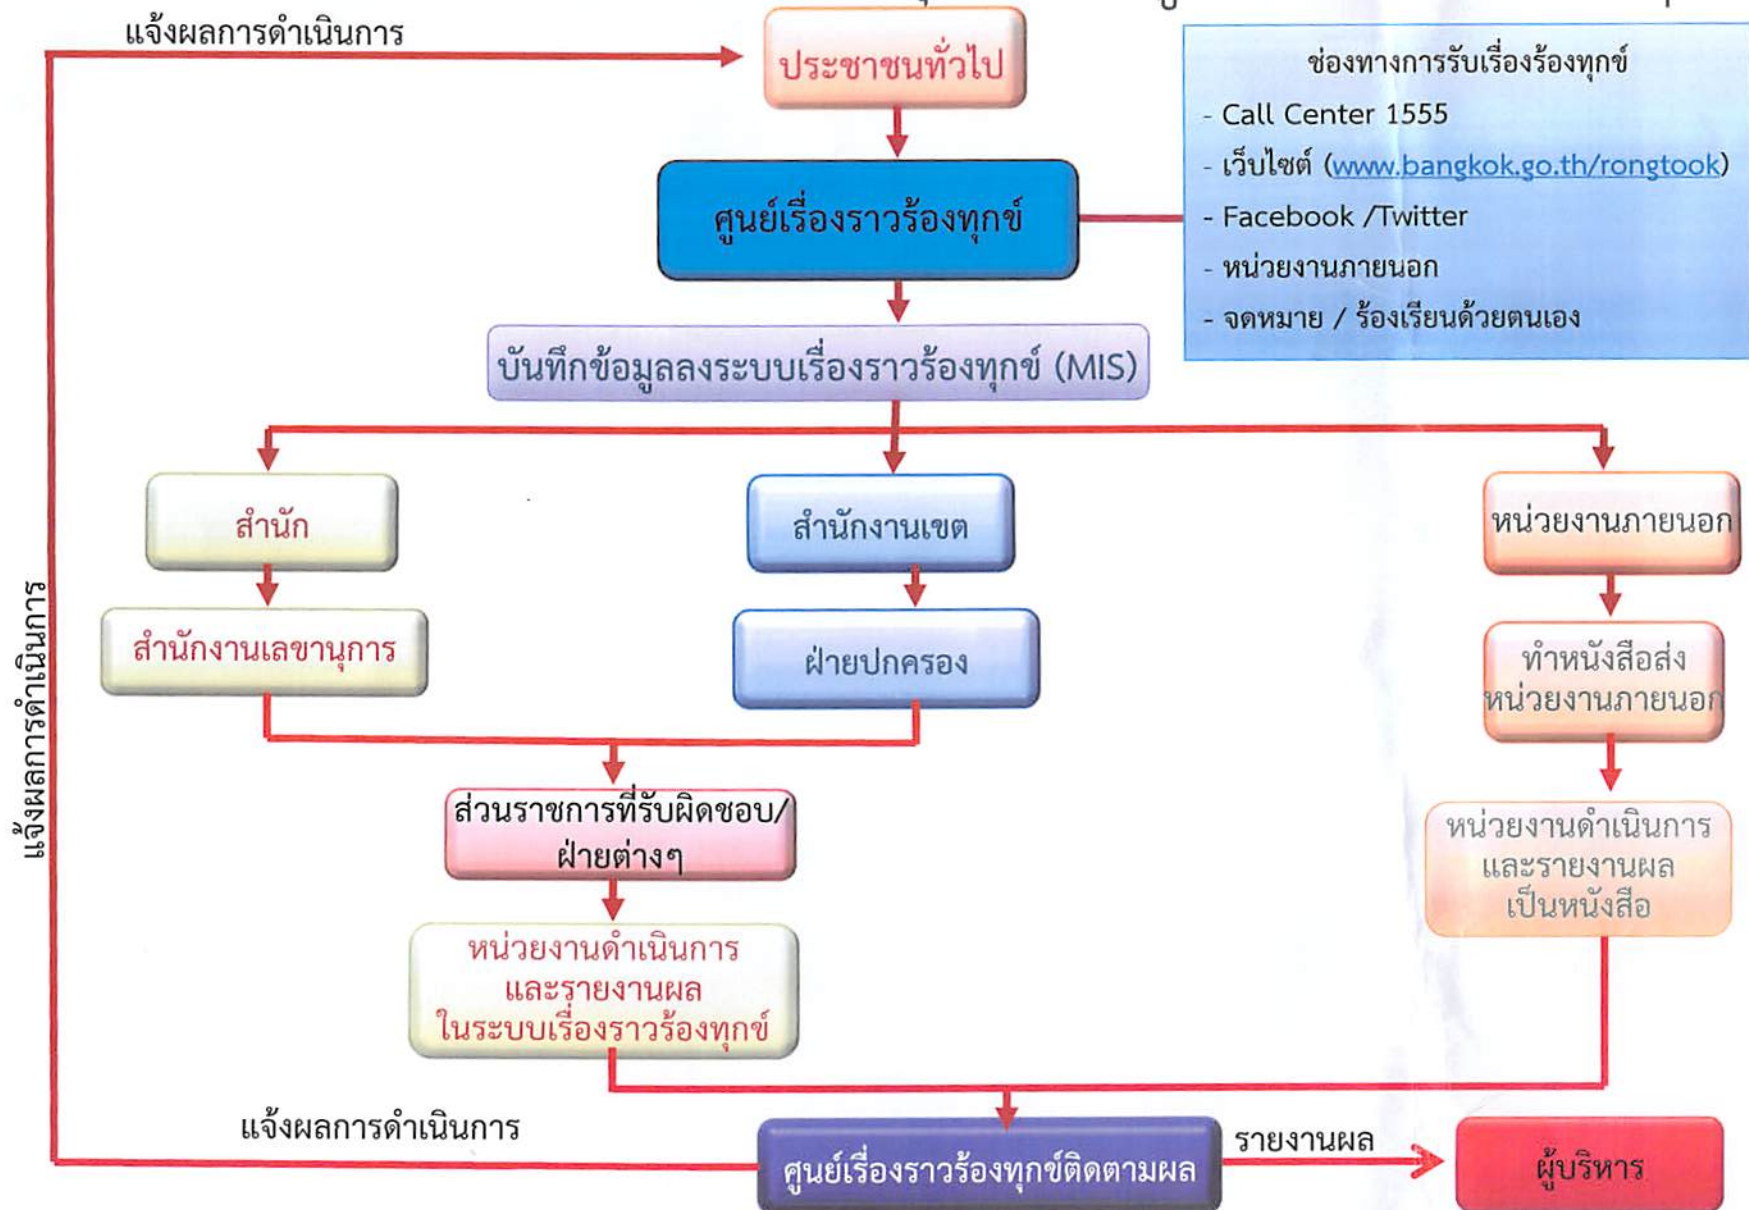 แจ้งผลการดำเนินการ
ประชาชนทั่วไป
ช่องทางการรับเรื่องร้องทุกข์
- Call Center 1555
- เว็บไซต์ (www.bangkok.go.th/rongtook)
- Facebook /Twitter
- หน่วยงานภายนอก
- จดหมาย / ร้องเรียนด้วยตนเอง
ศูนย์เรื่องราวร้องทุกข์
บันทึกข้อมูลลงระบบเรื่องราวร้องทุกข์ (MIS)
สำนัก
สำนักงานเขต
หน่วยงานภายนอก
สำนักงานเลขานุการ
ฝ่ายปกครอง
ทำหนังสือส่ง
หน่วยงานภายนอก
แจ้งผลการดำเนินการ
ส่วนราชการที่รับผิดชอบ/
ฝ่ายต่างๆ
หน่วยงานดำเนินการ
และรายงานผล
เป็นหนังสือ
หน่วยงานดำเนินการ
และรายงานผล
ในระบบเรื่องราวร้องทุกข์
แจ้งผลการดำเนินการ
ศูนย์เรื่องราวร้องทุกข์ติดตามผล
รายงานผล
ผู้บริหาร